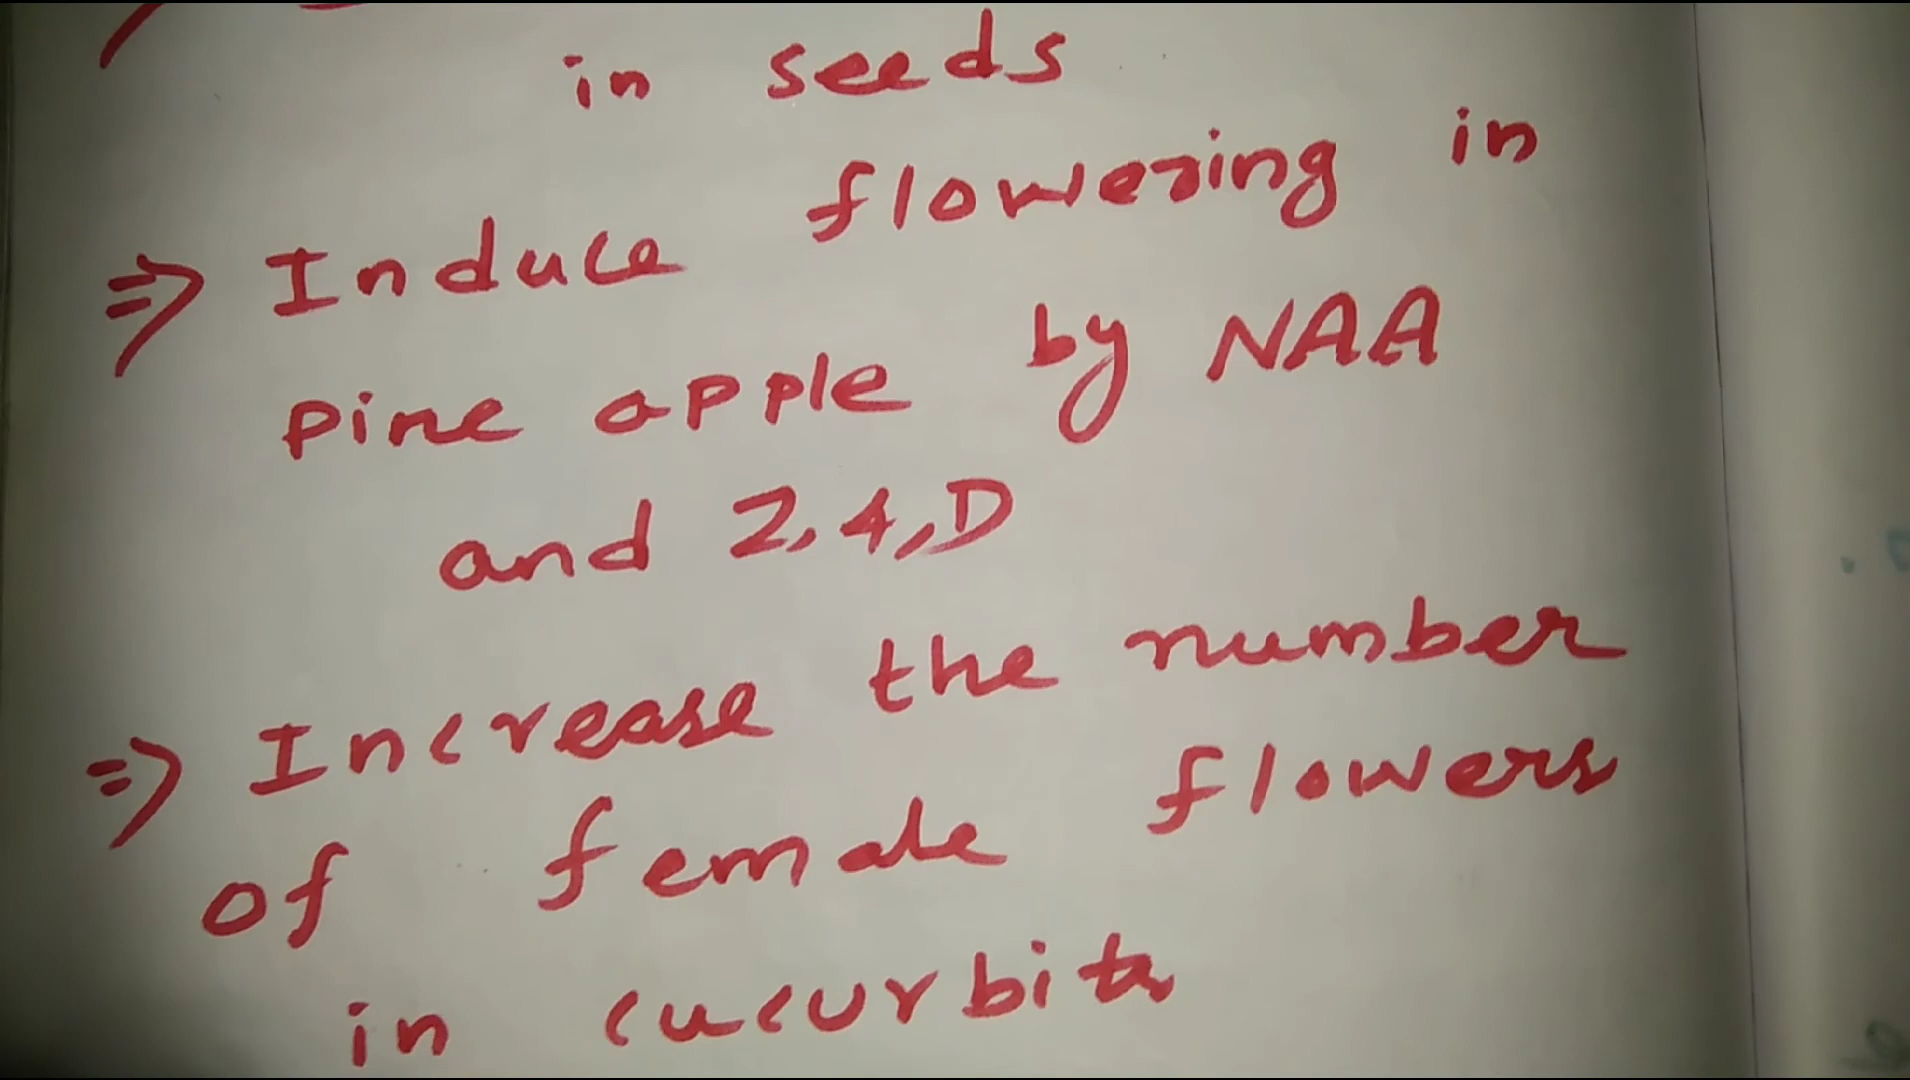 in seeds
⇒ Induce flowering in
pine apple by NAA
and 2,4,D
⇒ Increase the number
of female flowers
in cucurbits